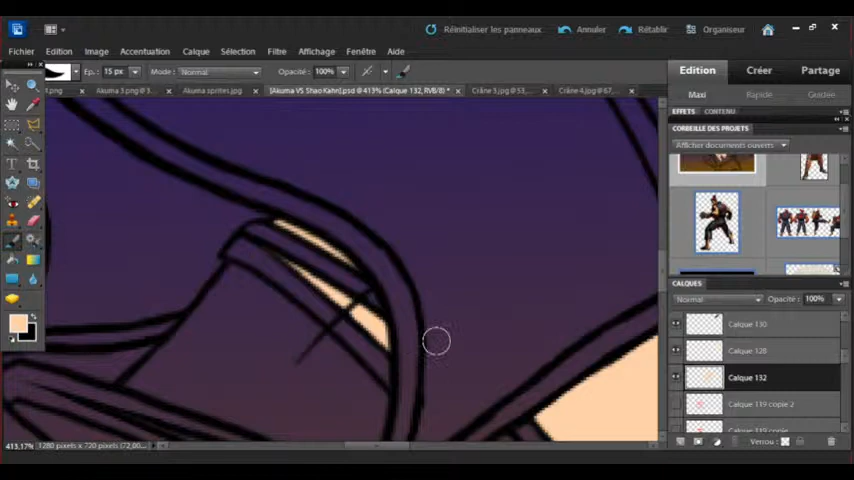 Réinitialiser les panneaux. Annuler Rétablir Organiseur
Fichier Edition Image Accentuation Calque Sélection Filtre Affichage Fenêtre Aide
Edition Créer Partage
Ep.: 15 px Mode: Normal Opacité: 100%
3.png Akuma 3.png @ 3... Akuma sprites.jpg [Akuma VS Shao Kahn].psd @ 413% (Calque 132, RVB/8) * Crâne 3.jpg @ 53,... Crâne 4.jpg @ 67,...
Maxi Rapide Guidée
EFFETS CONTENU
CORBEILLE DES PROJETS
Afficher documents ouverts
CALQUES
Normal Opacité: 100%
Calque 130
Calque 128
Calque 132
Calque 119 copie 2
Calque 119 copie
Verrou:
413.17% 1280 pixels x 720 pixels (72,00...